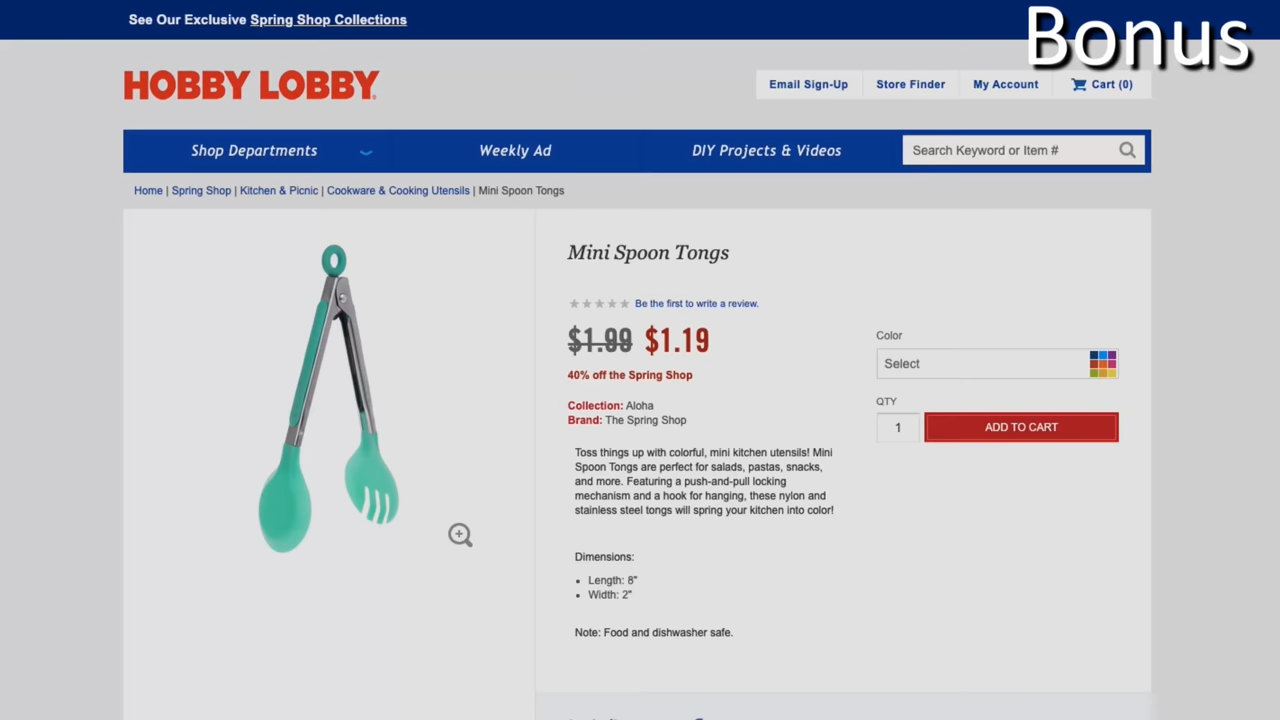 See Our Exclusive Spring Shop Collections
Bonus
HOBBY LOBBY
Email Sign-Up
Store Finder
My Account
Cart (0)
Shop Departments
Weekly Ad
DIY Projects & Videos
Search Keyword or Item #
Home | Spring Shop | Kitchen & Picnic | Cookware & Cooking Utensils | Mini Spoon Tongs
Mini Spoon Tongs
Be the first to write a review.
$1.99 $1.19
40% off the Spring Shop
Collection: Aloha
Brand: The Spring Shop
Toss things up with colorful, mini kitchen utensils! Mini
Spoon Tongs are perfect for salads, pastas, snacks,
and more. Featuring a push-and-pull locking
mechanism and a hook for hanging, these nylon and
stainless steel tongs will spring your kitchen into color!
Dimensions:
• Length: 8"
• Width: 2"
Note: Food and dishwasher safe.
Color
Select
QTY
1
ADD TO CART